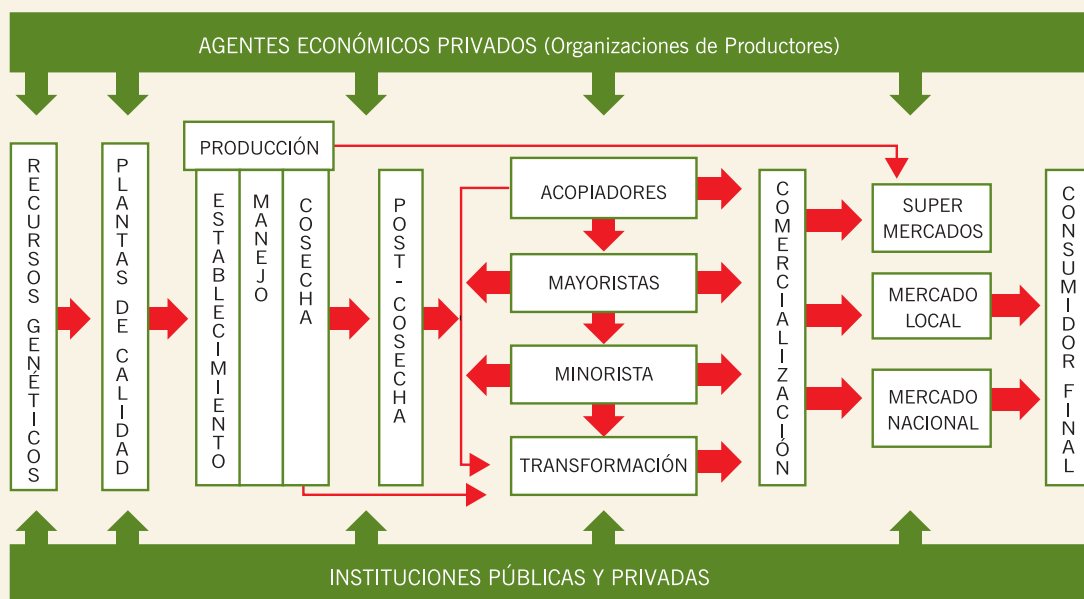 AGENTES ECONÓMICOS PRIVADOS (Organizaciones de Productores)
RECURSOS GENÉTICOS
PLANTAS DE CALIDAD
PRODUCCIÓN
ESTABLECIMIENTO
MANEJO
COSECHA
POST-COSECHA
ACOPIADORES
MAYORISTAS
MINORISTA
TRANSFORMACIÓN
COMERCIALIZACIÓN
SUPER
MERCADOS
MERCADO
LOCAL
MERCADO
NACIONAL
CONSUMIDOR FINAL
INSTITUCIONES PÚBLICAS Y PRIVADAS